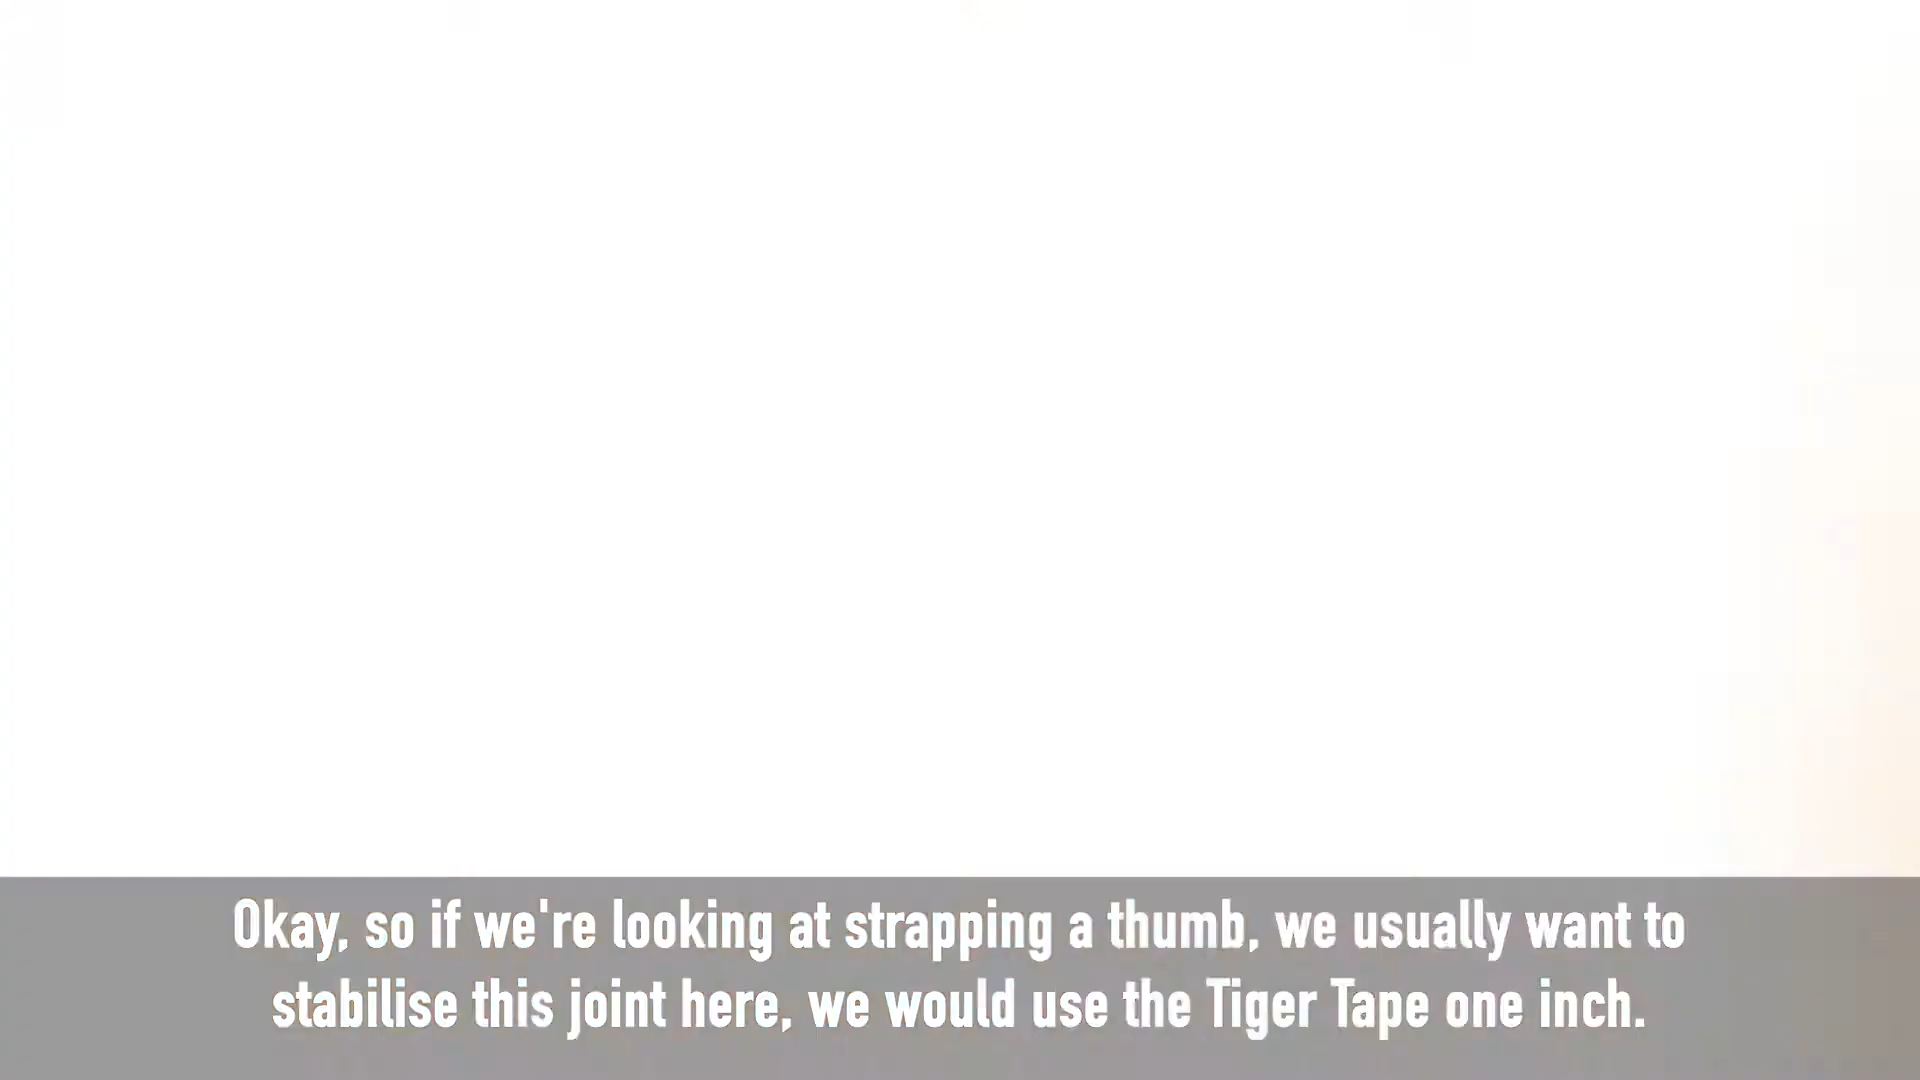 Okay, so if we're looking at strapping a thumb, we usually want to
stabilise this joint here, we would use the Tiger Tape one inch.